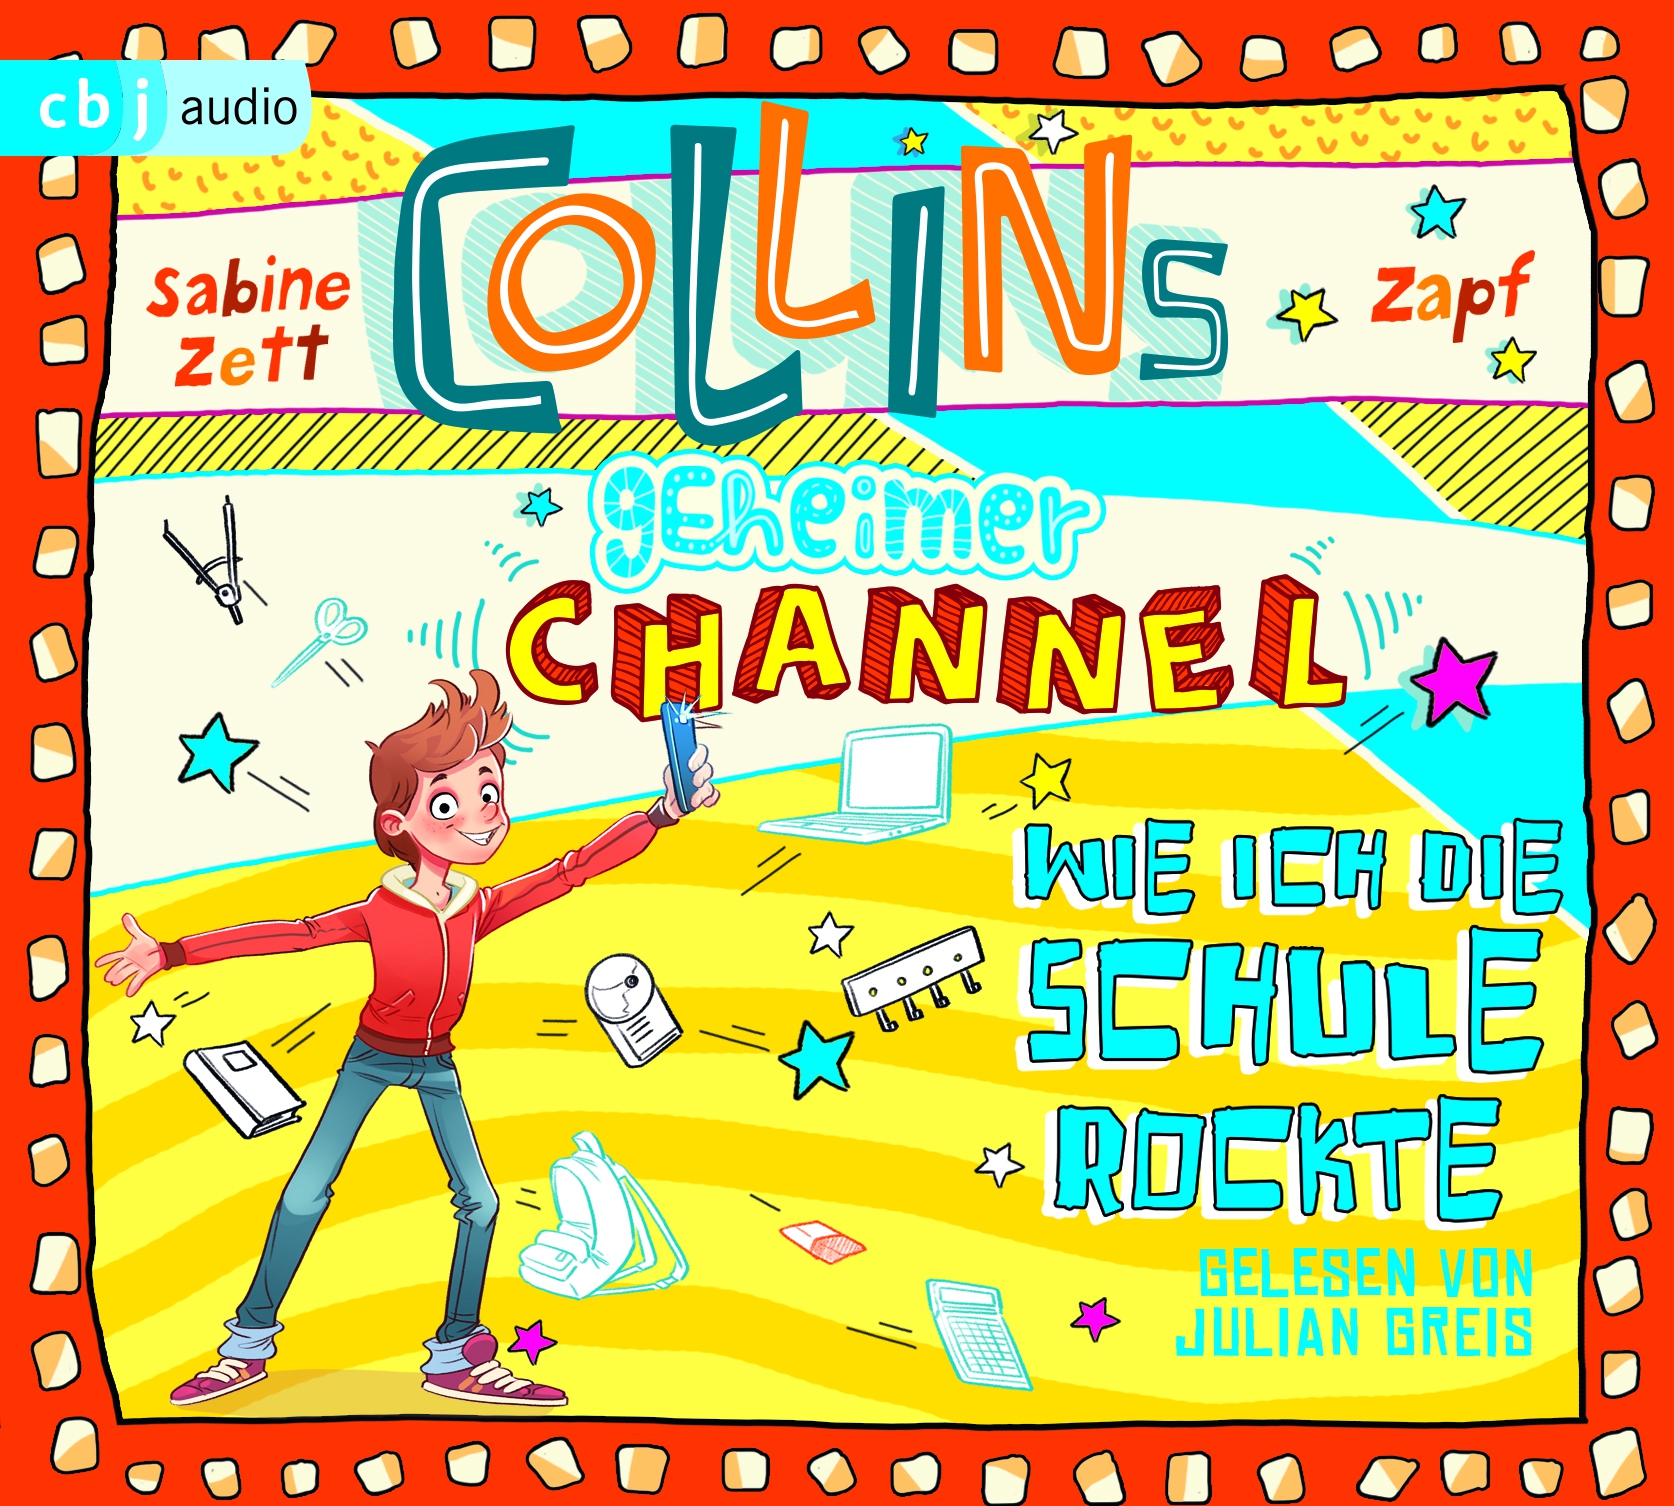 cbj audio
COLLINs
sabine
zett
zapf
gEheimer
CHANNEL
WIE ICH DIE
SCHULE
ROCKTE
GELESEN VON
JULIAN GREIS